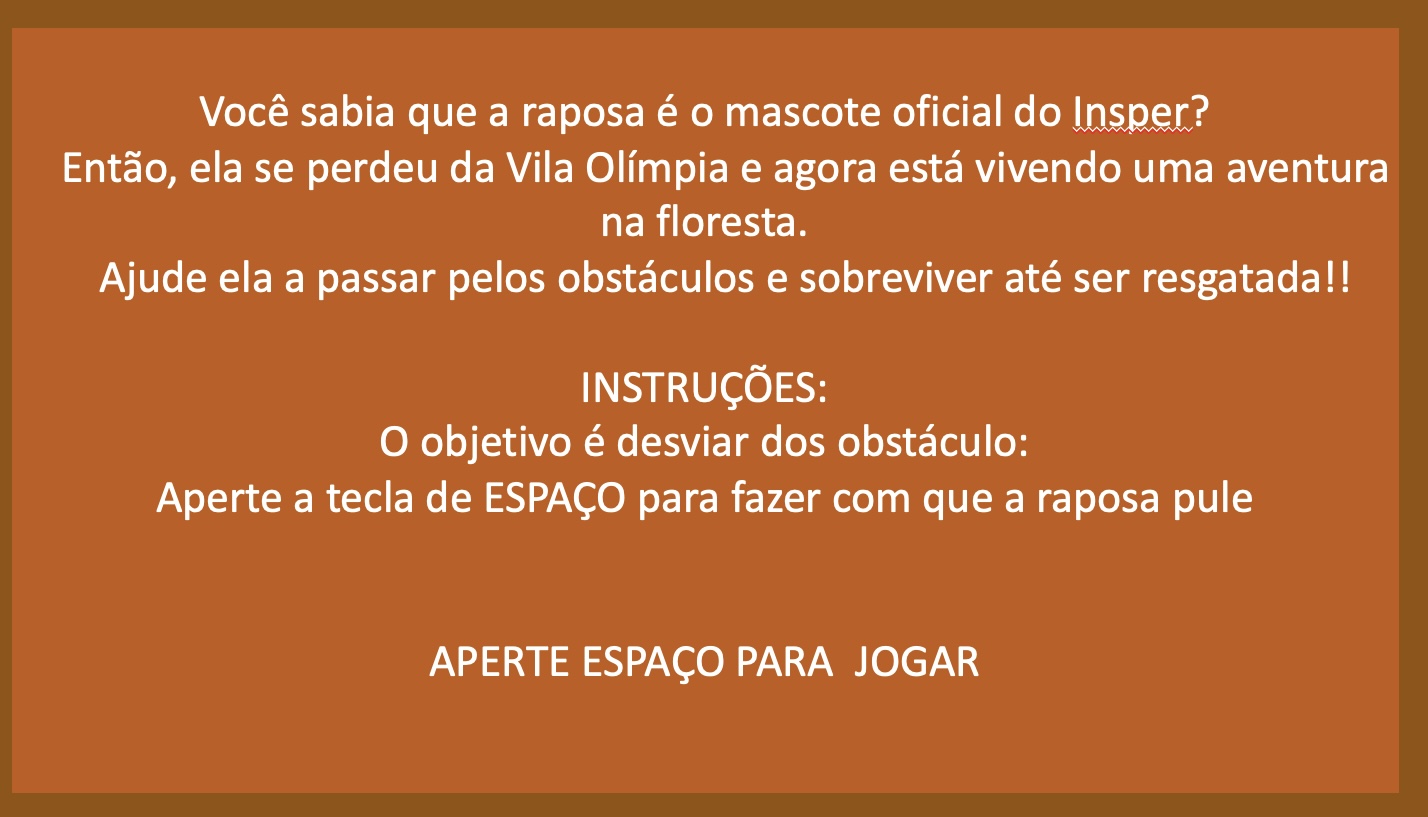 Você sabia que a raposa é o mascote oficial do Insper?
Então, ela se perdeu da Vila Olímpia e agora está vivendo uma aventura
na floresta.
Ajude ela a passar pelos obstáculos e sobreviver até ser resgatada!!
INSTRUÇÕES:
O objetivo é desviar dos obstáculo:
Aperte a tecla de ESPAÇO para fazer com que a raposa pule
APERTE ESPAÇO PARA  JOGAR